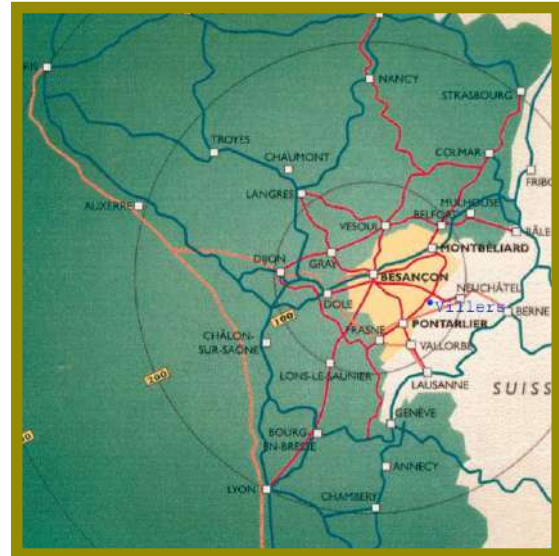 NANCY
STRASBOURG
TROYES
COLMAR
CHAUMONT
LANGRES
FRIBO
MULHOUSE
AUXERRE
VESOUL
BELFORT
BÂLE
MONTBÉLIARD
DIJON
GRAY
BESANÇON
NEUCHÂTEL
DOLE
Villers
BERNE
100
PONTARLIER
FRASNE
CHÂLON-
SUR-SAÔNE
VALLORBE
LONS-LE-SAUNIER
200
LAUSANNE
SUISS
GENÈVE
BOURG
EN-BRESSE
ANNECY
LYON
CHAMBERY